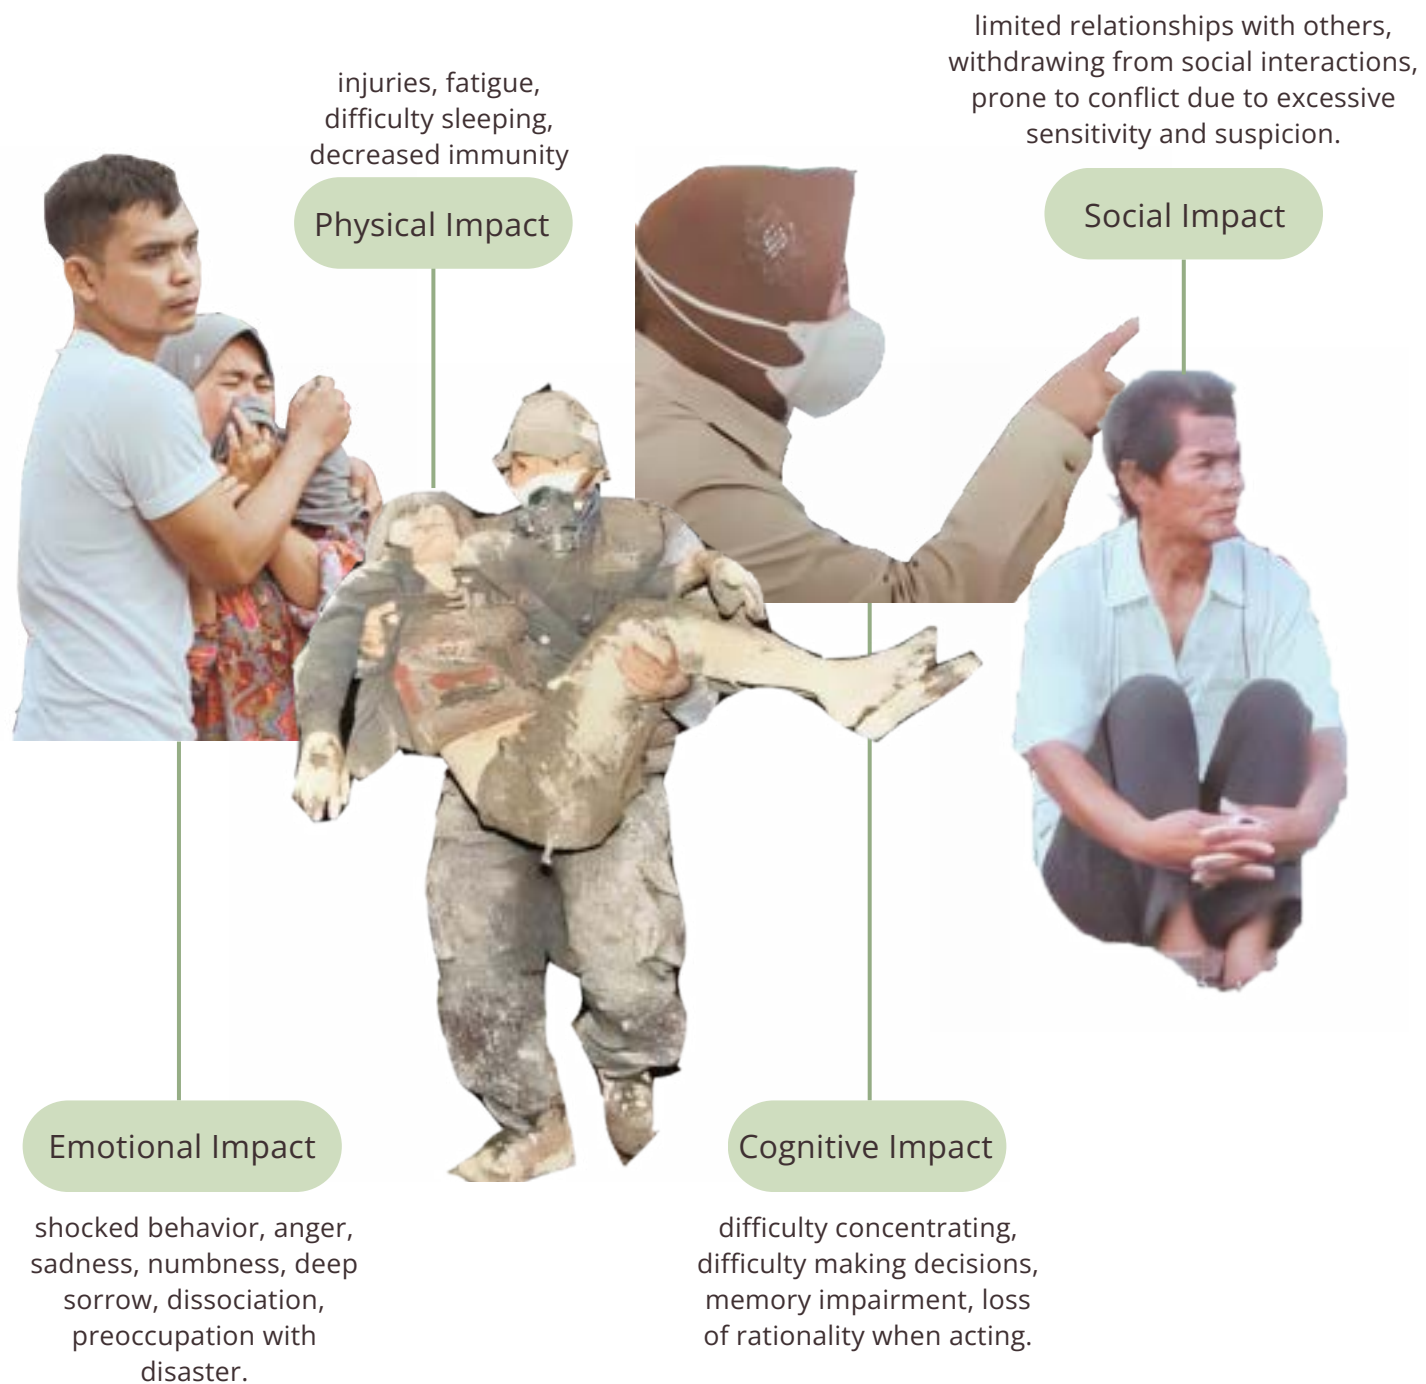 limited relationships with others,
withdrawing from social interactions,
prone to conflict due to excessive
sensitivity and suspicion.
Social Impact
injuries, fatigue,
difficulty sleeping,
decreased immunity
Physical Impact
Emotional Impact
shocked behavior, anger,
sadness, numbness, deep
sorrow, dissociation,
preoccupation with
disaster.
Cognitive Impact
difficulty concentrating,
difficulty making decisions,
memory impairment, loss
of rationality when acting.